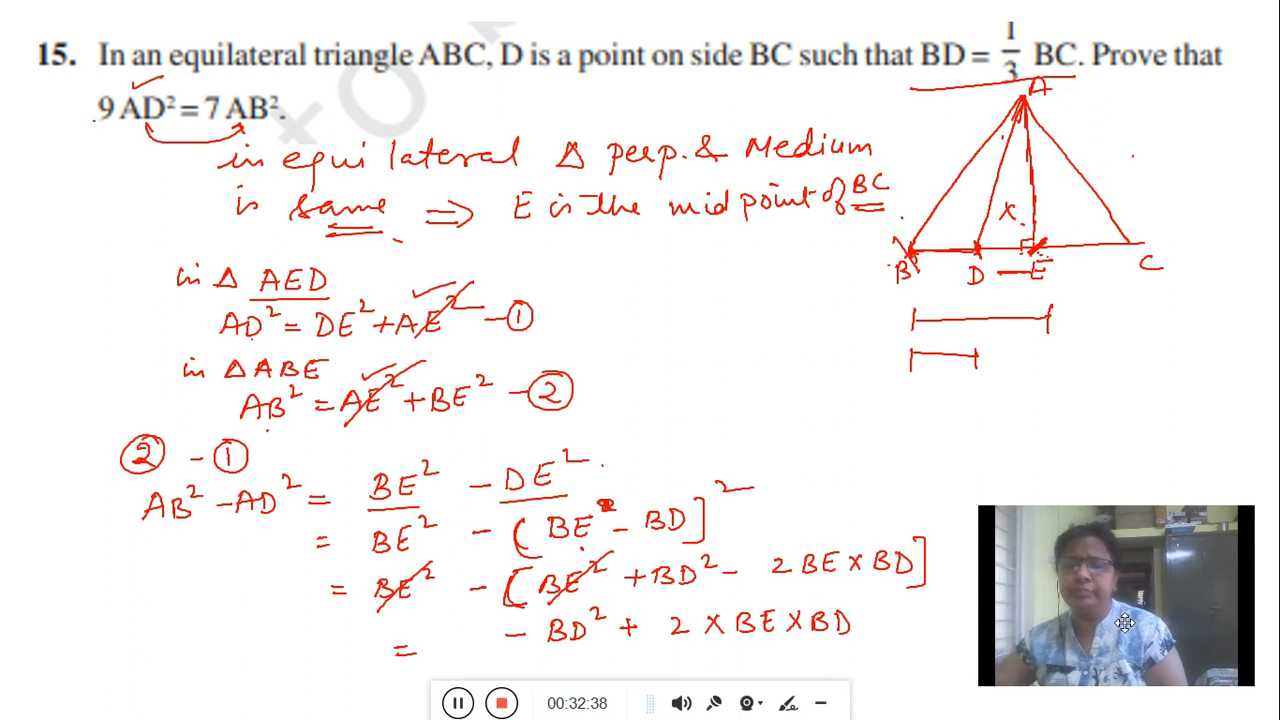 15. In an equilateral triangle ABC, D is a point on side BC such that BD = 1/3 BC. Prove that
9 AD² = 7 AB².
in equilateral Δ perp. & Medium
is same ⇒ E is the mid point of BC
A
B D E C
x
in Δ AED
AD² = DE² + AE² - ①
in Δ ABE
AB² = AE² + BE² - ②
② - ①
AB² - AD² = BE² - DE²
= BE² - (BE - BD]²
= BE² - [BE² + BD² - 2BE × BD]
= - BD² + 2 × BE × BD
00:32:38